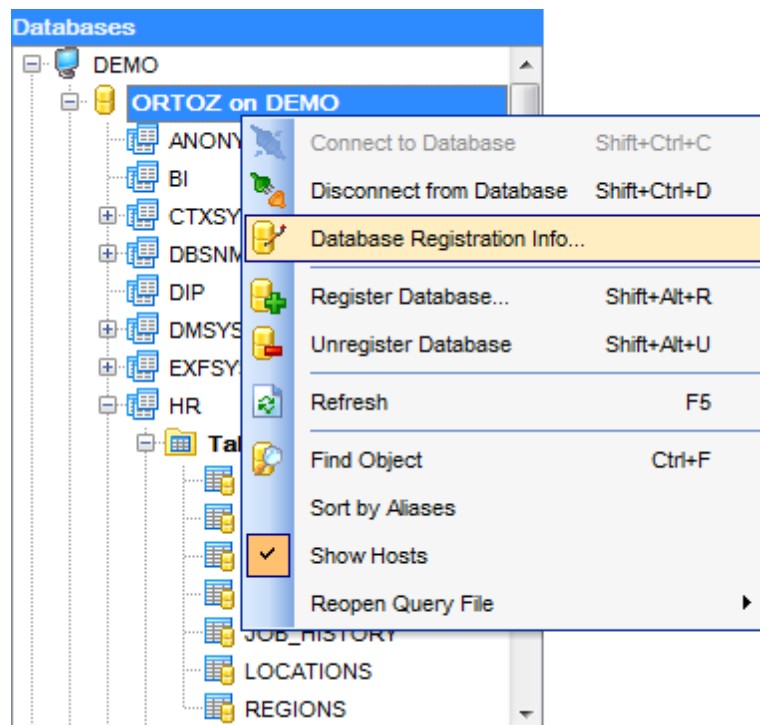 Databases
DEMO
ORTOZ on DEMO
ANONY
BI
CTXSY
DBSNM
DIP
DMSYS
EXFSY
HR
Tal
JOB_HISTORY
LOCATIONS
REGIONS
Connect to Database Shift+Ctrl+C
Disconnect from Database Shift+Ctrl+D
Database Registration Info...
Register Database... Shift+Alt+R
Unregister Database Shift+Alt+U
Refresh F5
Find Object Ctrl+F
Sort by Aliases
Show Hosts
Reopen Query File